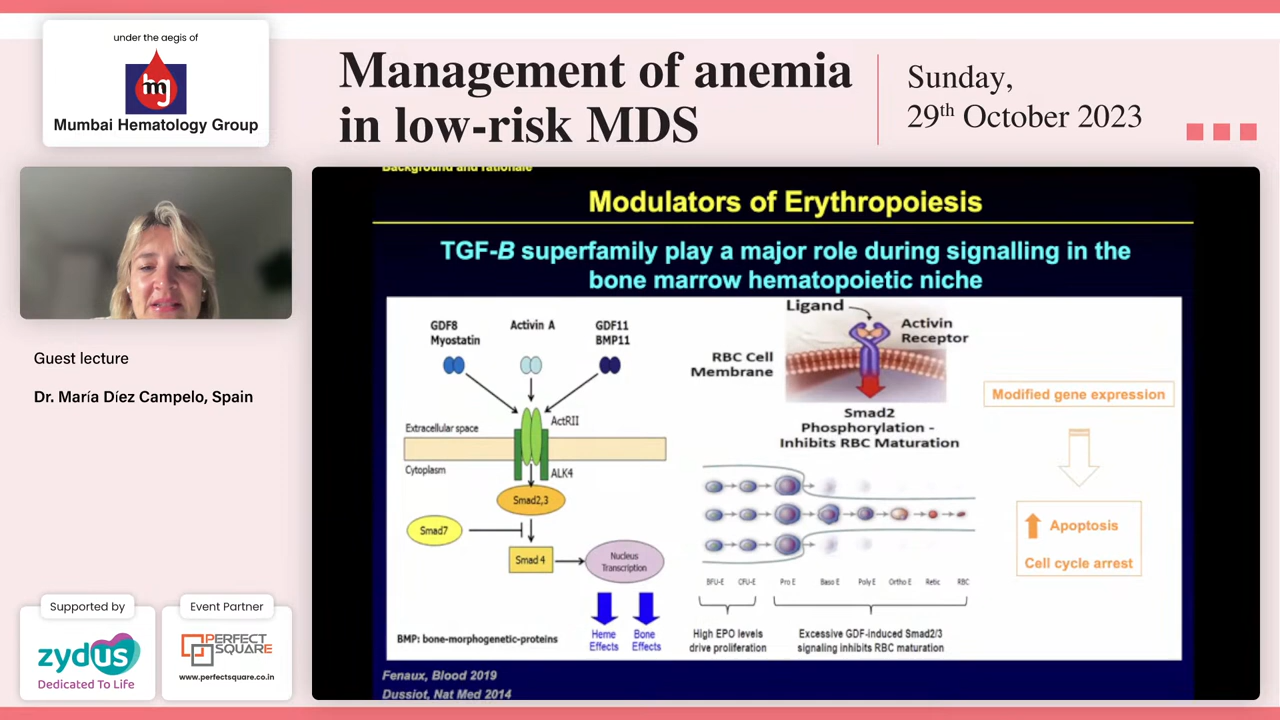 under the aegis of
mg
Mumbai Hematology Group
Management of anemia
in low-risk MDS
Sunday,
29th October 2023
Guest lecture
Dr. María Díez Campelo, Spain
Supported by
zydus
Dedicated To Life
Event Partner
PERFECT
SQUARE
www.perfectsquare.co.in
Background and rationale
Modulators of Erythropoiesis
TGF-B superfamily play a major role during signalling in the
bone marrow hematopoietic niche
GDF8
Myostatin
Activin A
GDF11
BMP11
ActRII
Extracellular space
Cytoplasm
ALK4
Smad2,3
Smad7
Smad 4
Nucleus
Transcription
Heme
Effects
Bone
Effects
BMP: bone-morphogenetic-proteins
Ligand
Activin
Receptor
RBC Cell
Membrane
Smad2
Phosphorylation -
Inhibits RBC Maturation
BFU-E CFU-E Pro E Baso E Poly E Ortho E Retic RBC
High EPO levels
drive proliferation
Excessive GDF-induced Smad2/3
signaling inhibits RBC maturation
Modified gene expression
Apoptosis
Cell cycle arrest
Fenaux, Blood 2019
Dussiot, Nat Med 2014